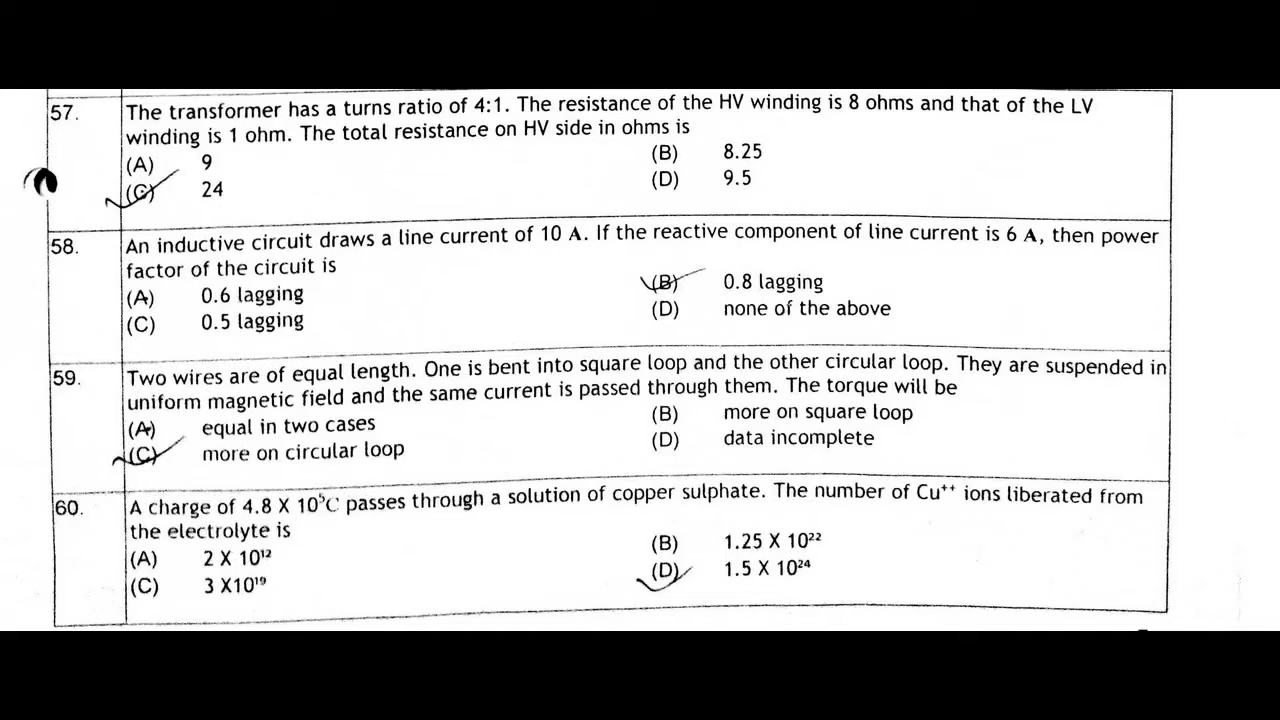 57. The transformer has a turns ratio of 4:1. The resistance of the HV winding is 8 ohms and that of the LV
winding is 1 ohm. The total resistance on HV side in ohms is
(A) 9 (B) 8.25
(C) 24 (D) 9.5
58. An inductive circuit draws a line current of 10 A. If the reactive component of line current is 6 A, then power
factor of the circuit is
(A) 0.6 lagging (B) 0.8 lagging
(C) 0.5 lagging (D) none of the above
59. Two wires are of equal length. One is bent into square loop and the other circular loop. They are suspended in
uniform magnetic field and the same current is passed through them. The torque will be
(A) equal in two cases (B) more on square loop
(C) more on circular loop (D) data incomplete
60. A charge of 4.8 X 10⁵C passes through a solution of copper sulphate. The number of Cu⁺⁺ ions liberated from
the electrolyte is
(A) 2 X 10¹² (B) 1.25 X 10²²
(C) 3 X10¹⁹ (D) 1.5 X 10²⁴